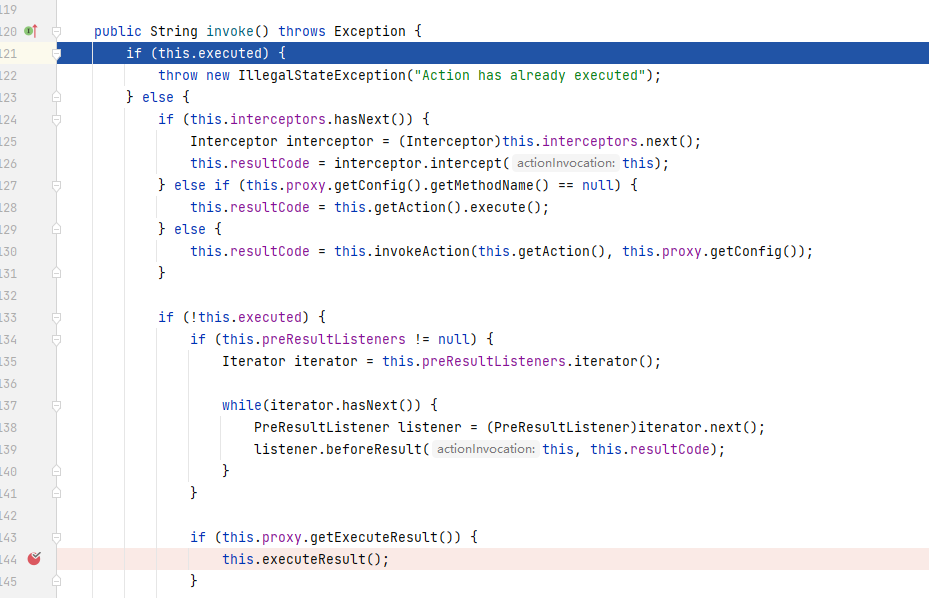 119
120 public String invoke() throws Exception {
121 if (this.executed) {
122 throw new IllegalStateException("Action has already executed");
123 } else {
124 if (this.interceptors.hasNext()) {
125 Interceptor interceptor = (Interceptor)this.interceptors.next();
126 this.resultCode = interceptor.intercept( actionInvocation: this);
127 } else if (this.proxy.getConfig().getMethodName() == null) {
128 this.resultCode = this.getAction().execute();
129 } else {
130 this.resultCode = this.invokeAction(this.getAction(), this.proxy.getConfig());
131 }
132
133 if (!this.executed) {
134 if (this.preResultListeners != null) {
135 Iterator iterator = this.preResultListeners.iterator();
136
137 while(iterator.hasNext()) {
138 PreResultListener listener = (PreResultListener)iterator.next();
139 listener.beforeResult( actionInvocation: this, this.resultCode);
140 }
141 }
142
143 if (this.proxy.getExecuteResult()) {
144 this.executeResult();
145 }